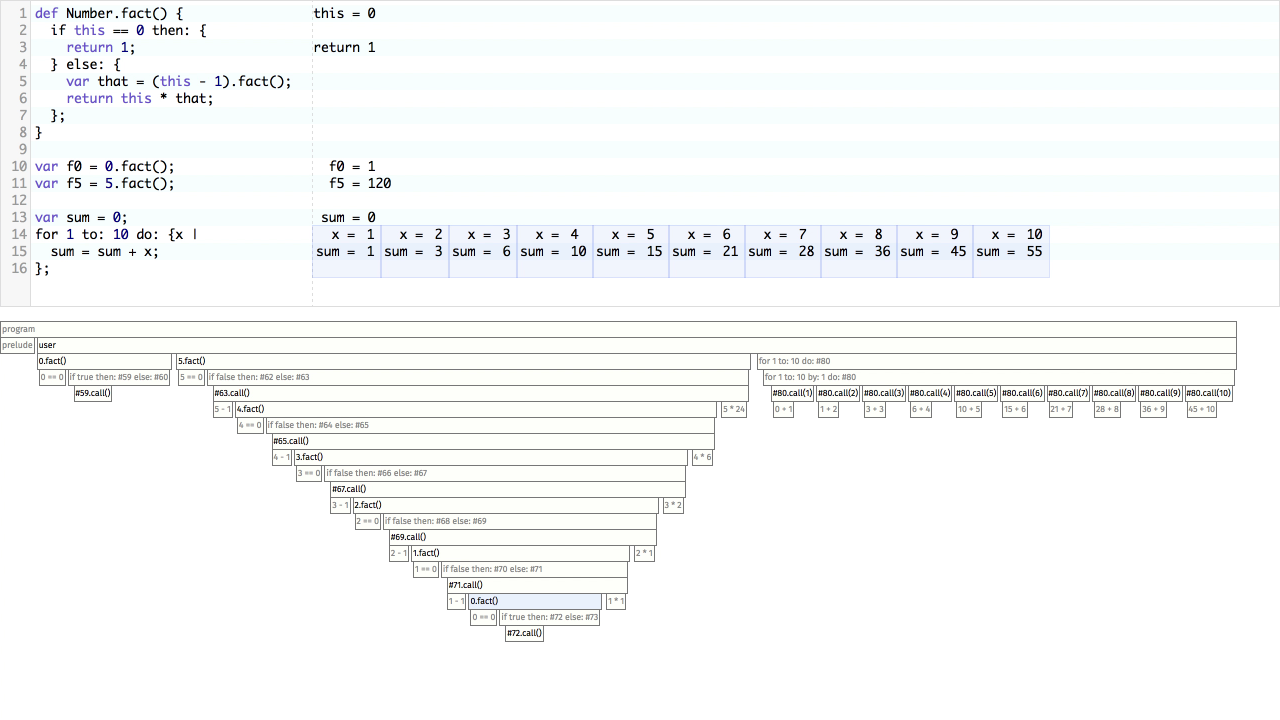 1 def Number.fact() { this = 0
2 if this == 0 then: {
3 return 1; return 1
4 } else: {
5 var that = (this - 1).fact();
6 return this * that;
7 };
8 }
9
10 var f0 = 0.fact(); f0 = 1
11 var f5 = 5.fact(); f5 = 120
12
13 var sum = 0; sum = 0
14 for 1 to: 10 do: {x | x = 1 x = 2 x = 3 x = 4 x = 5 x = 6 x = 7 x = 8 x = 9 x = 10
15 sum = sum + x; sum = 1 sum = 3 sum = 6 sum = 10 sum = 15 sum = 21 sum = 28 sum = 36 sum = 45 sum = 55
16 };
program
prelude user
0.fact() 5.fact() for 1 to: 10 do: #80
0 == 0 if true then: #59 else: #60 5 == 0 if false then: #62 else: #63 for 1 to: 10 by: 1 do: #80
#59.call() #63.call() #80.call(1) #80.call(2) #80.call(3) #80.call(4) #80.call(5) #80.call(6) #80.call(7) #80.call(8) #80.call(9) #80.call(10)
5 - 1 4.fact() 5 * 24 0 + 1 1 + 2 3 + 3 6 + 4 10 + 5 15 + 6 21 + 7 28 + 8 36 + 9 45 + 10
4 == 0 if false then: #64 else: #65
#65.call()
4 - 1 3.fact() 4 * 6
3 == 0 if false then: #66 else: #67
#67.call()
3 - 1 2.fact() 3 * 2
2 == 0 if false then: #68 else: #69
#69.call()
2 - 1 1.fact() 2 * 1
1 == 0 if false then: #70 else: #71
#71.call()
1 - 1 0.fact() 1 * 1
0 == 0 if true then: #72 else: #73
#72.call()